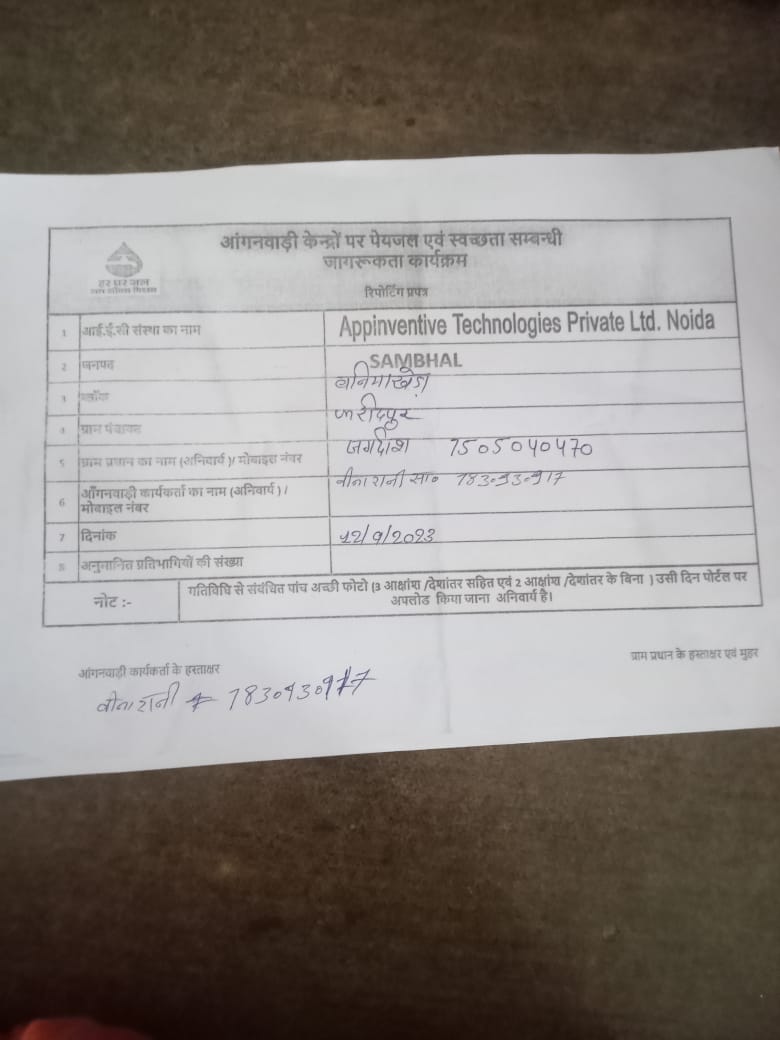 आंगनवाड़ी केन्द्रों पर पेयजल एवं स्वच्छता सम्बन्धी
जागरूकता कार्यक्रम
हर घर जल
जल जीवन मिशन
रिपोर्टिंग प्रपत्र
1 आई.ई.सी संस्था का नाम Appinventive Technologies Private Ltd. Noida
2 जनपद SAMBHAL
3 ब्लॉक बनियाखेड़ा
4 ग्राम पंचायत फरीदपुर
5 ग्राम प्रधान का नाम (अनिवार्य)/ मोबाइल नंबर जगदीश 7505040470
6 आँगनवाड़ी कार्यकर्ता का नाम (अनिवार्य) / वीना रानी सा०
मोबाइल नंबर
7 दिनांक 12/9/2023
8 अनुमानित प्रतिभागियों की संख्या
नोट :- गतिविधि से संबंधित पांच अच्छी फोटो (3 आक्षांश /देशांतर सहित एवं 2 आक्षांश /देशांतर के बिना ) उसी दिन पोर्टल पर
अपलोड किया जाना अनिवार्य है।
ग्राम प्रधान के हस्ताक्षर एवं मुहर
आंगनवाड़ी कार्यकर्ता के हस्ताक्षर
वीना रानी